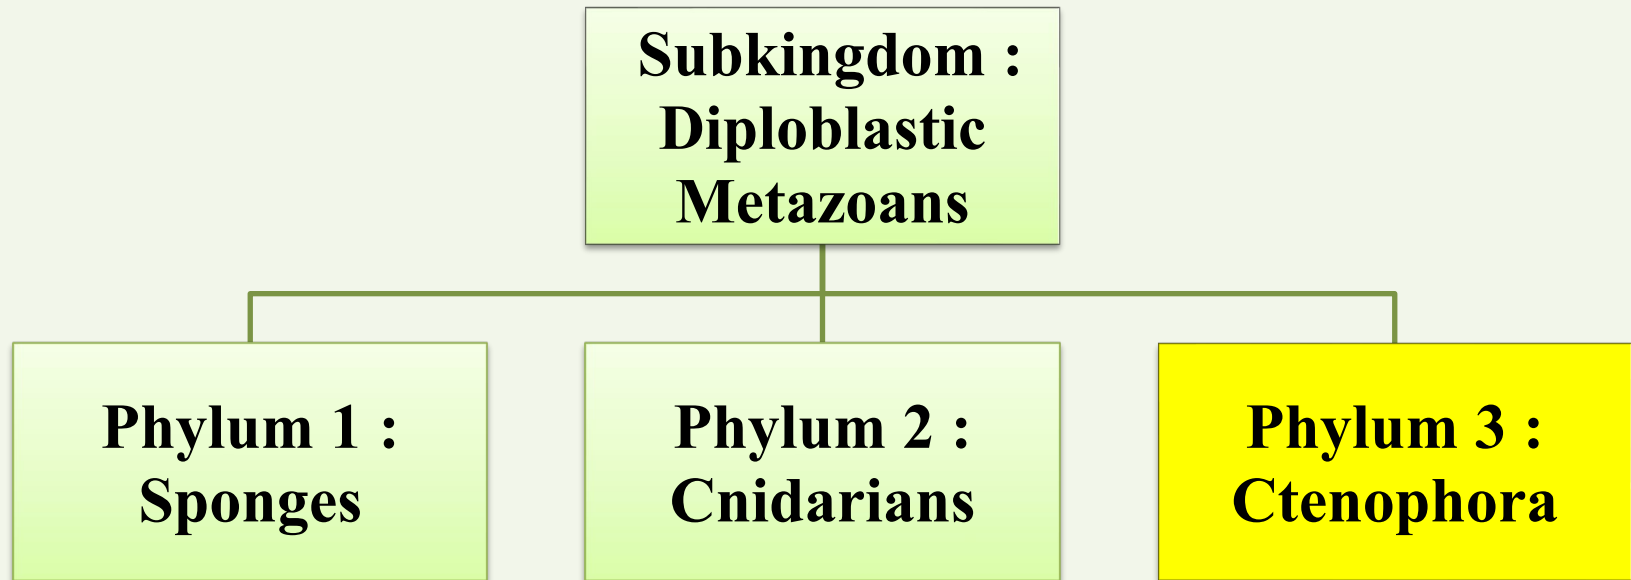 Subkingdom :
Diploblastic
Metazoans
Phylum 1 :
Sponges
Phylum 2 :
Cnidarians
Phylum 3 :
Ctenophora